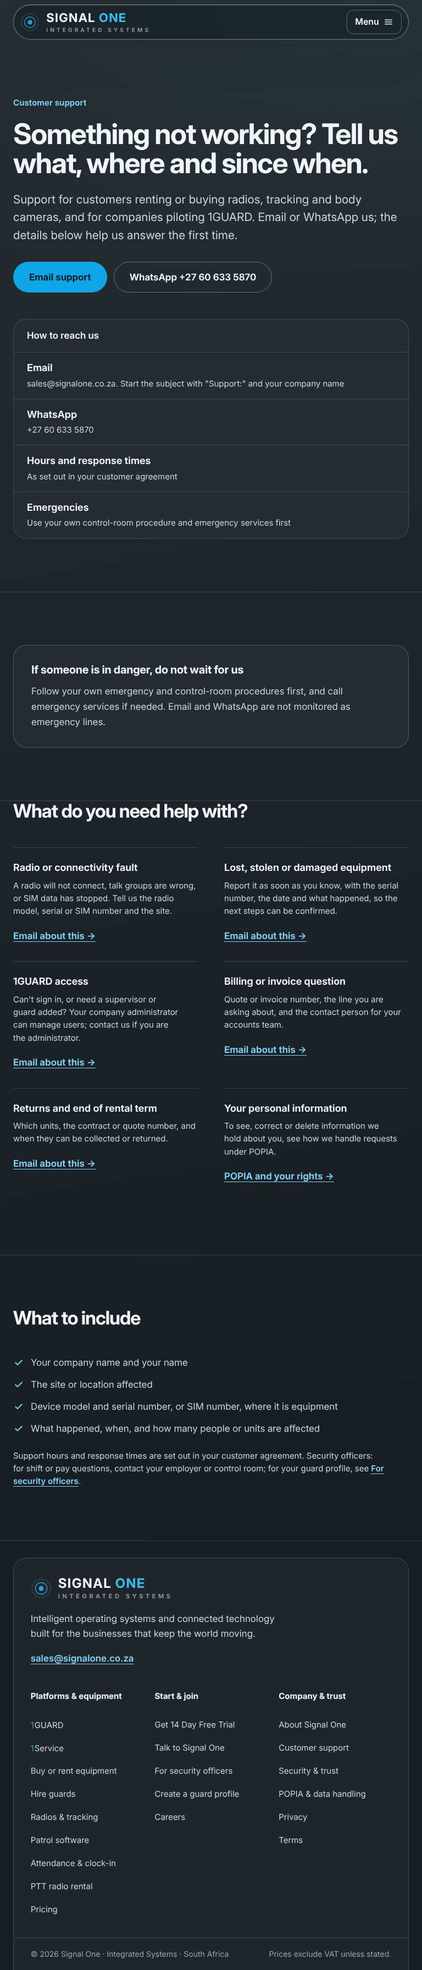 SIGNAL ONE
INTEGRATED SYSTEMS
Menu
Customer support
Something not working? Tell us
what, where and since when.
Support for customers renting or buying radios, tracking and body
cameras, and for companies piloting 1GUARD. Email or WhatsApp us; the
details below help us answer the first time.
Email support
WhatsApp +27 60 633 5870
How to reach us
Email
sales@signalone.co.za. Start the subject with "Support:" and your company name
WhatsApp
+27 60 633 5870
Hours and response times
As set out in your customer agreement
Emergencies
Use your own control-room procedure and emergency services first
If someone is in danger, do not wait for us
Follow your own emergency and control-room procedures first, and call
emergency services if needed. Email and WhatsApp are not monitored as
emergency lines.
What do you need help with?
Radio or connectivity fault
A radio will not connect, talk groups are wrong,
or SIM data has stopped. Tell us the radio
model, serial or SIM number and the site.
Email about this →
Lost, stolen or damaged equipment
Report it as soon as you know, with the serial
number, the date and what happened, so the
next steps can be confirmed.
Email about this →
1GUARD access
Can't sign in, or need a supervisor or
guard added? Your company administrator
can manage users; contact us if you are
the administrator.
Email about this →
Billing or invoice question
Quote or invoice number, the line you are
asking about, and the contact person for your
accounts team.
Email about this →
Returns and end of rental term
Which units, the contract or quote number, and
when they can be collected or returned.
Email about this →
Your personal information
To see, correct or delete information we
hold about you, see how we handle requests
under POPIA.
POPIA and your rights →
What to include
✓ Your company name and your name
✓ The site or location affected
✓ Device model and serial number, or SIM number, where it is equipment
✓ What happened, when, and how many people or units are affected
Support hours and response times are set out in your customer agreement. Security officers:
for shift or pay questions, contact your employer or control room; for your guard profile, see For
security officers.
SIGNAL ONE
INTEGRATED SYSTEMS
Intelligent operating systems and connected technology
built for the businesses that keep the world moving.
sales@signalone.co.za
Platforms & equipment
1GUARD
1Service
Buy or rent equipment
Hire guards
Radios & tracking
Patrol software
Attendance & clock-in
PTT radio rental
Pricing
Start & join
Get 14 Day Free Trial
Talk to Signal One
For security officers
Create a guard profile
Careers
Company & trust
About Signal One
Customer support
Security & trust
POPIA & data handling
Privacy
Terms
© 2026 Signal One · Integrated Systems · South Africa
Prices exclude VAT unless stated